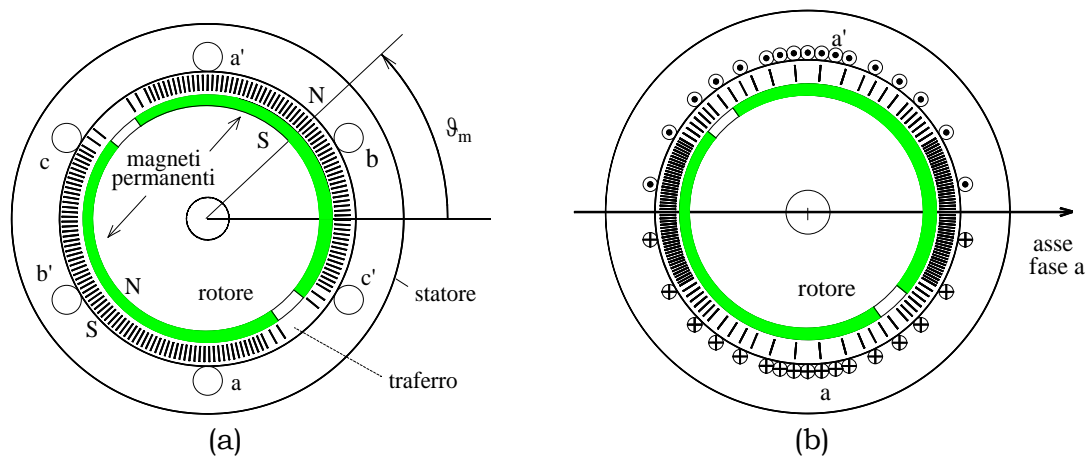 a'
N
ϑm
S
c
b
magneti
permanenti
b'
N
rotore
c'
statore
S
a
traferro
(a)
a'
asse
fase a
rotore
a
(b)